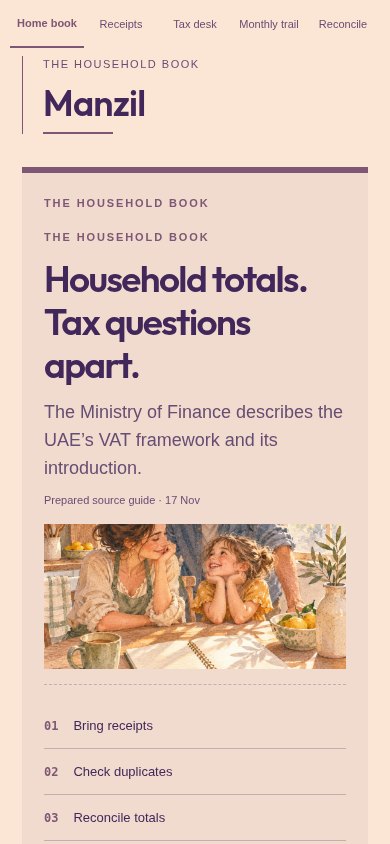 Home book Receipts Tax desk Monthly trail Reconcile
THE HOUSEHOLD BOOK
Manzil
THE HOUSEHOLD BOOK
THE HOUSEHOLD BOOK
Household totals.
Tax questions
apart.
The Ministry of Finance describes the
UAE’s VAT framework and its
introduction.
Prepared source guide · 17 Nov
01 Bring receipts
02 Check duplicates
03 Reconcile totals